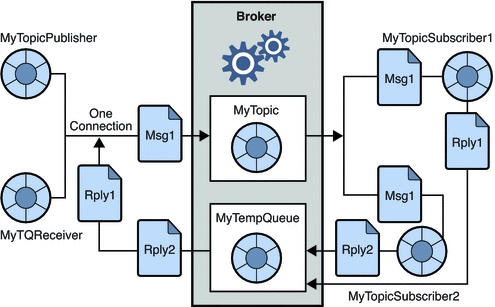 Broker
MyTopicPublisher
MyTopicSubscriber1
One
Connection
Msg1
MyTopic
Msg1
Rply1
Rply1
Msg1
MyTQReceiver
Rply2
MyTempQueue
Rply2
MyTopicSubscriber2